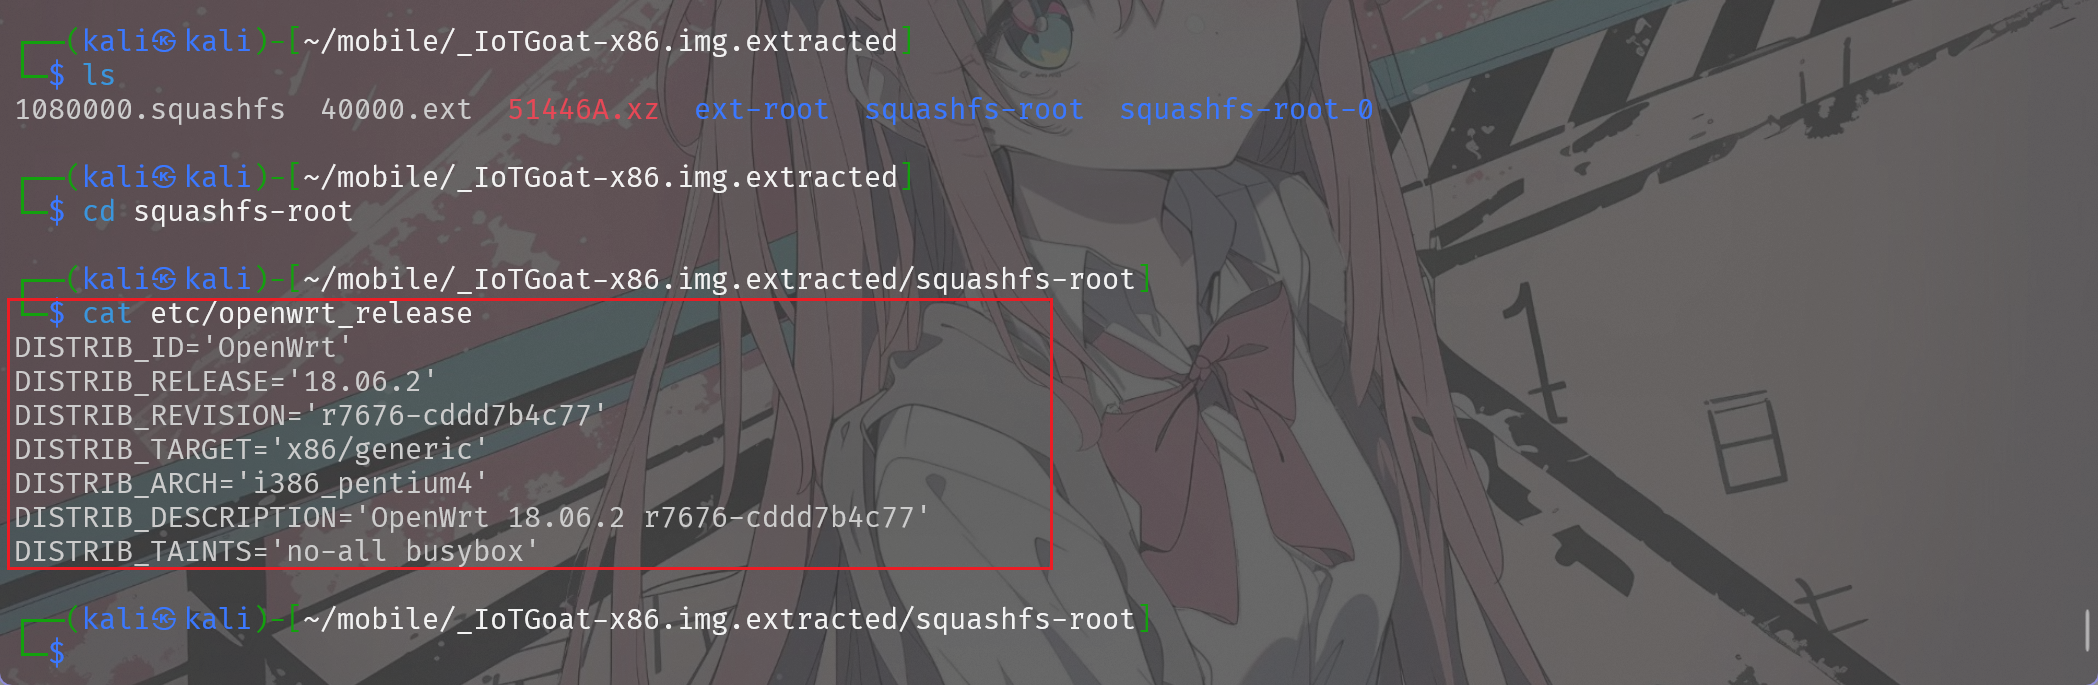 ┌──(kali㉿kali)-[~/mobile/_IoTGoat-x86.img.extracted]
└─$ ls
1080000.squashfs  40000.ext  51446A.xz  ext-root  squashfs-root  squashfs-root-0
┌──(kali㉿kali)-[~/mobile/_IoTGoat-x86.img.extracted]
└─$ cd squashfs-root
┌──(kali㉿kali)-[~/mobile/_IoTGoat-x86.img.extracted/squashfs-root]
└─$ cat etc/openwrt_release
DISTRIB_ID='OpenWrt'
DISTRIB_RELEASE='18.06.2'
DISTRIB_REVISION='r7676-cddd7b4c77'
DISTRIB_TARGET='x86/generic'
DISTRIB_ARCH='i386_pentium4'
DISTRIB_DESCRIPTION='OpenWrt 18.06.2 r7676-cddd7b4c77'
DISTRIB_TAINTS='no-all busybox'
┌──(kali㉿kali)-[~/mobile/_IoTGoat-x86.img.extracted/squashfs-root]
└─$